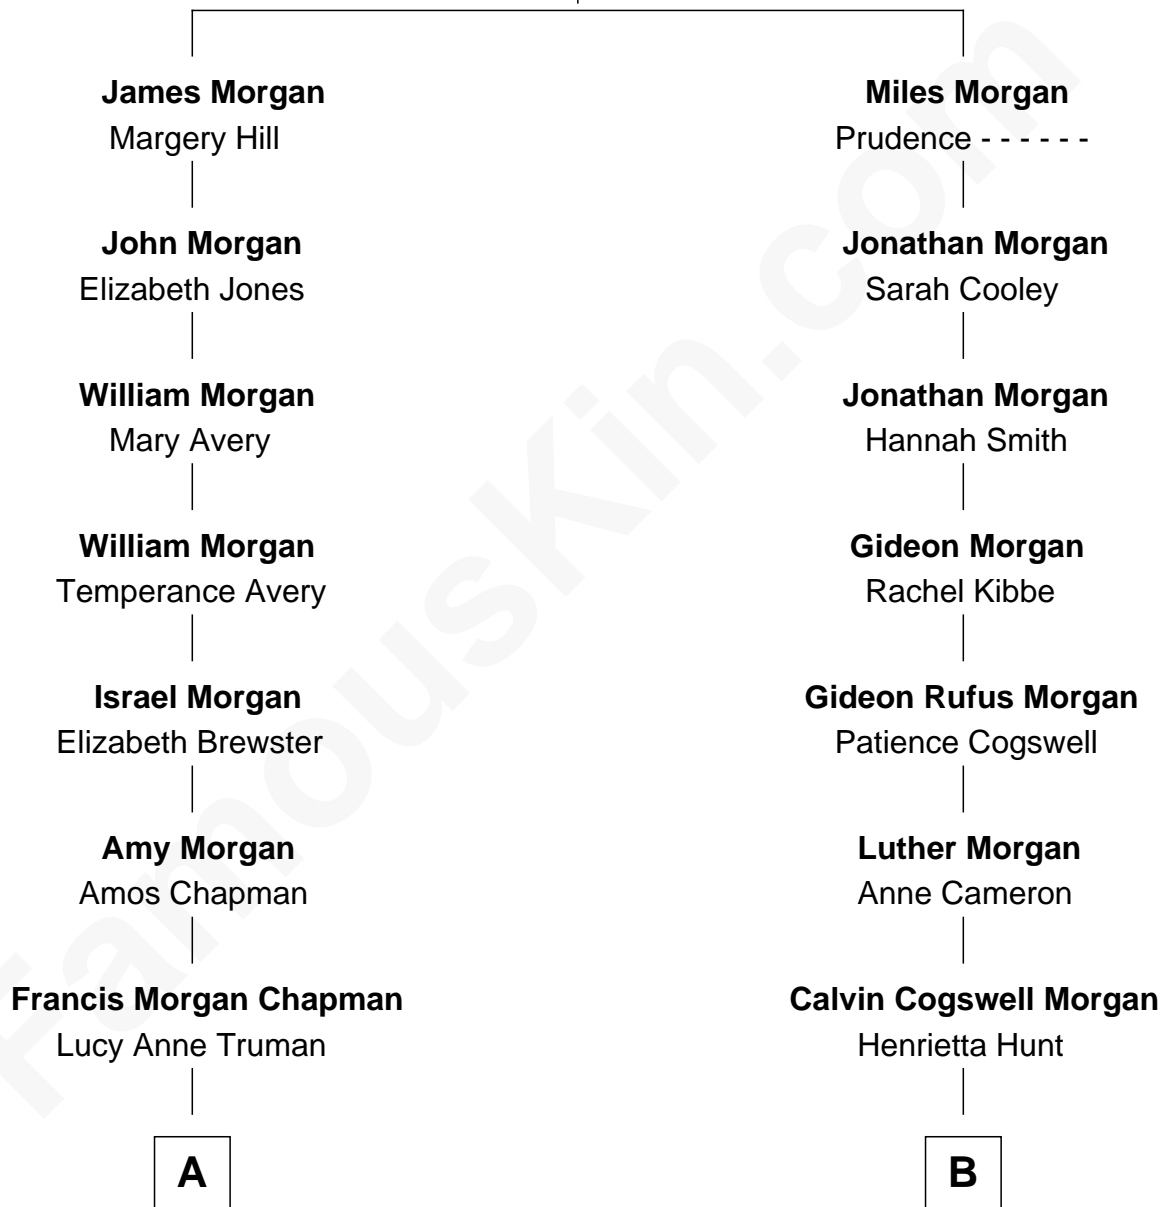 James Morgan
Margery Hill
Miles Morgan
Prudence - - - - - -
John Morgan
Elizabeth Jones
Jonathan Morgan
Sarah Cooley
William Morgan
Mary Avery
Jonathan Morgan
Hannah Smith
William Morgan
Temperance Avery
Gideon Morgan
Rachel Kibbe
Israel Morgan
Elizabeth Brewster
Gideon Rufus Morgan
Patience Cogswell
Amy Morgan
Amos Chapman
Luther Morgan
Anne Cameron
Francis Morgan Chapman
Lucy Anne Truman
Calvin Cogswell Morgan
Henrietta Hunt
A
B
FamousKin.com